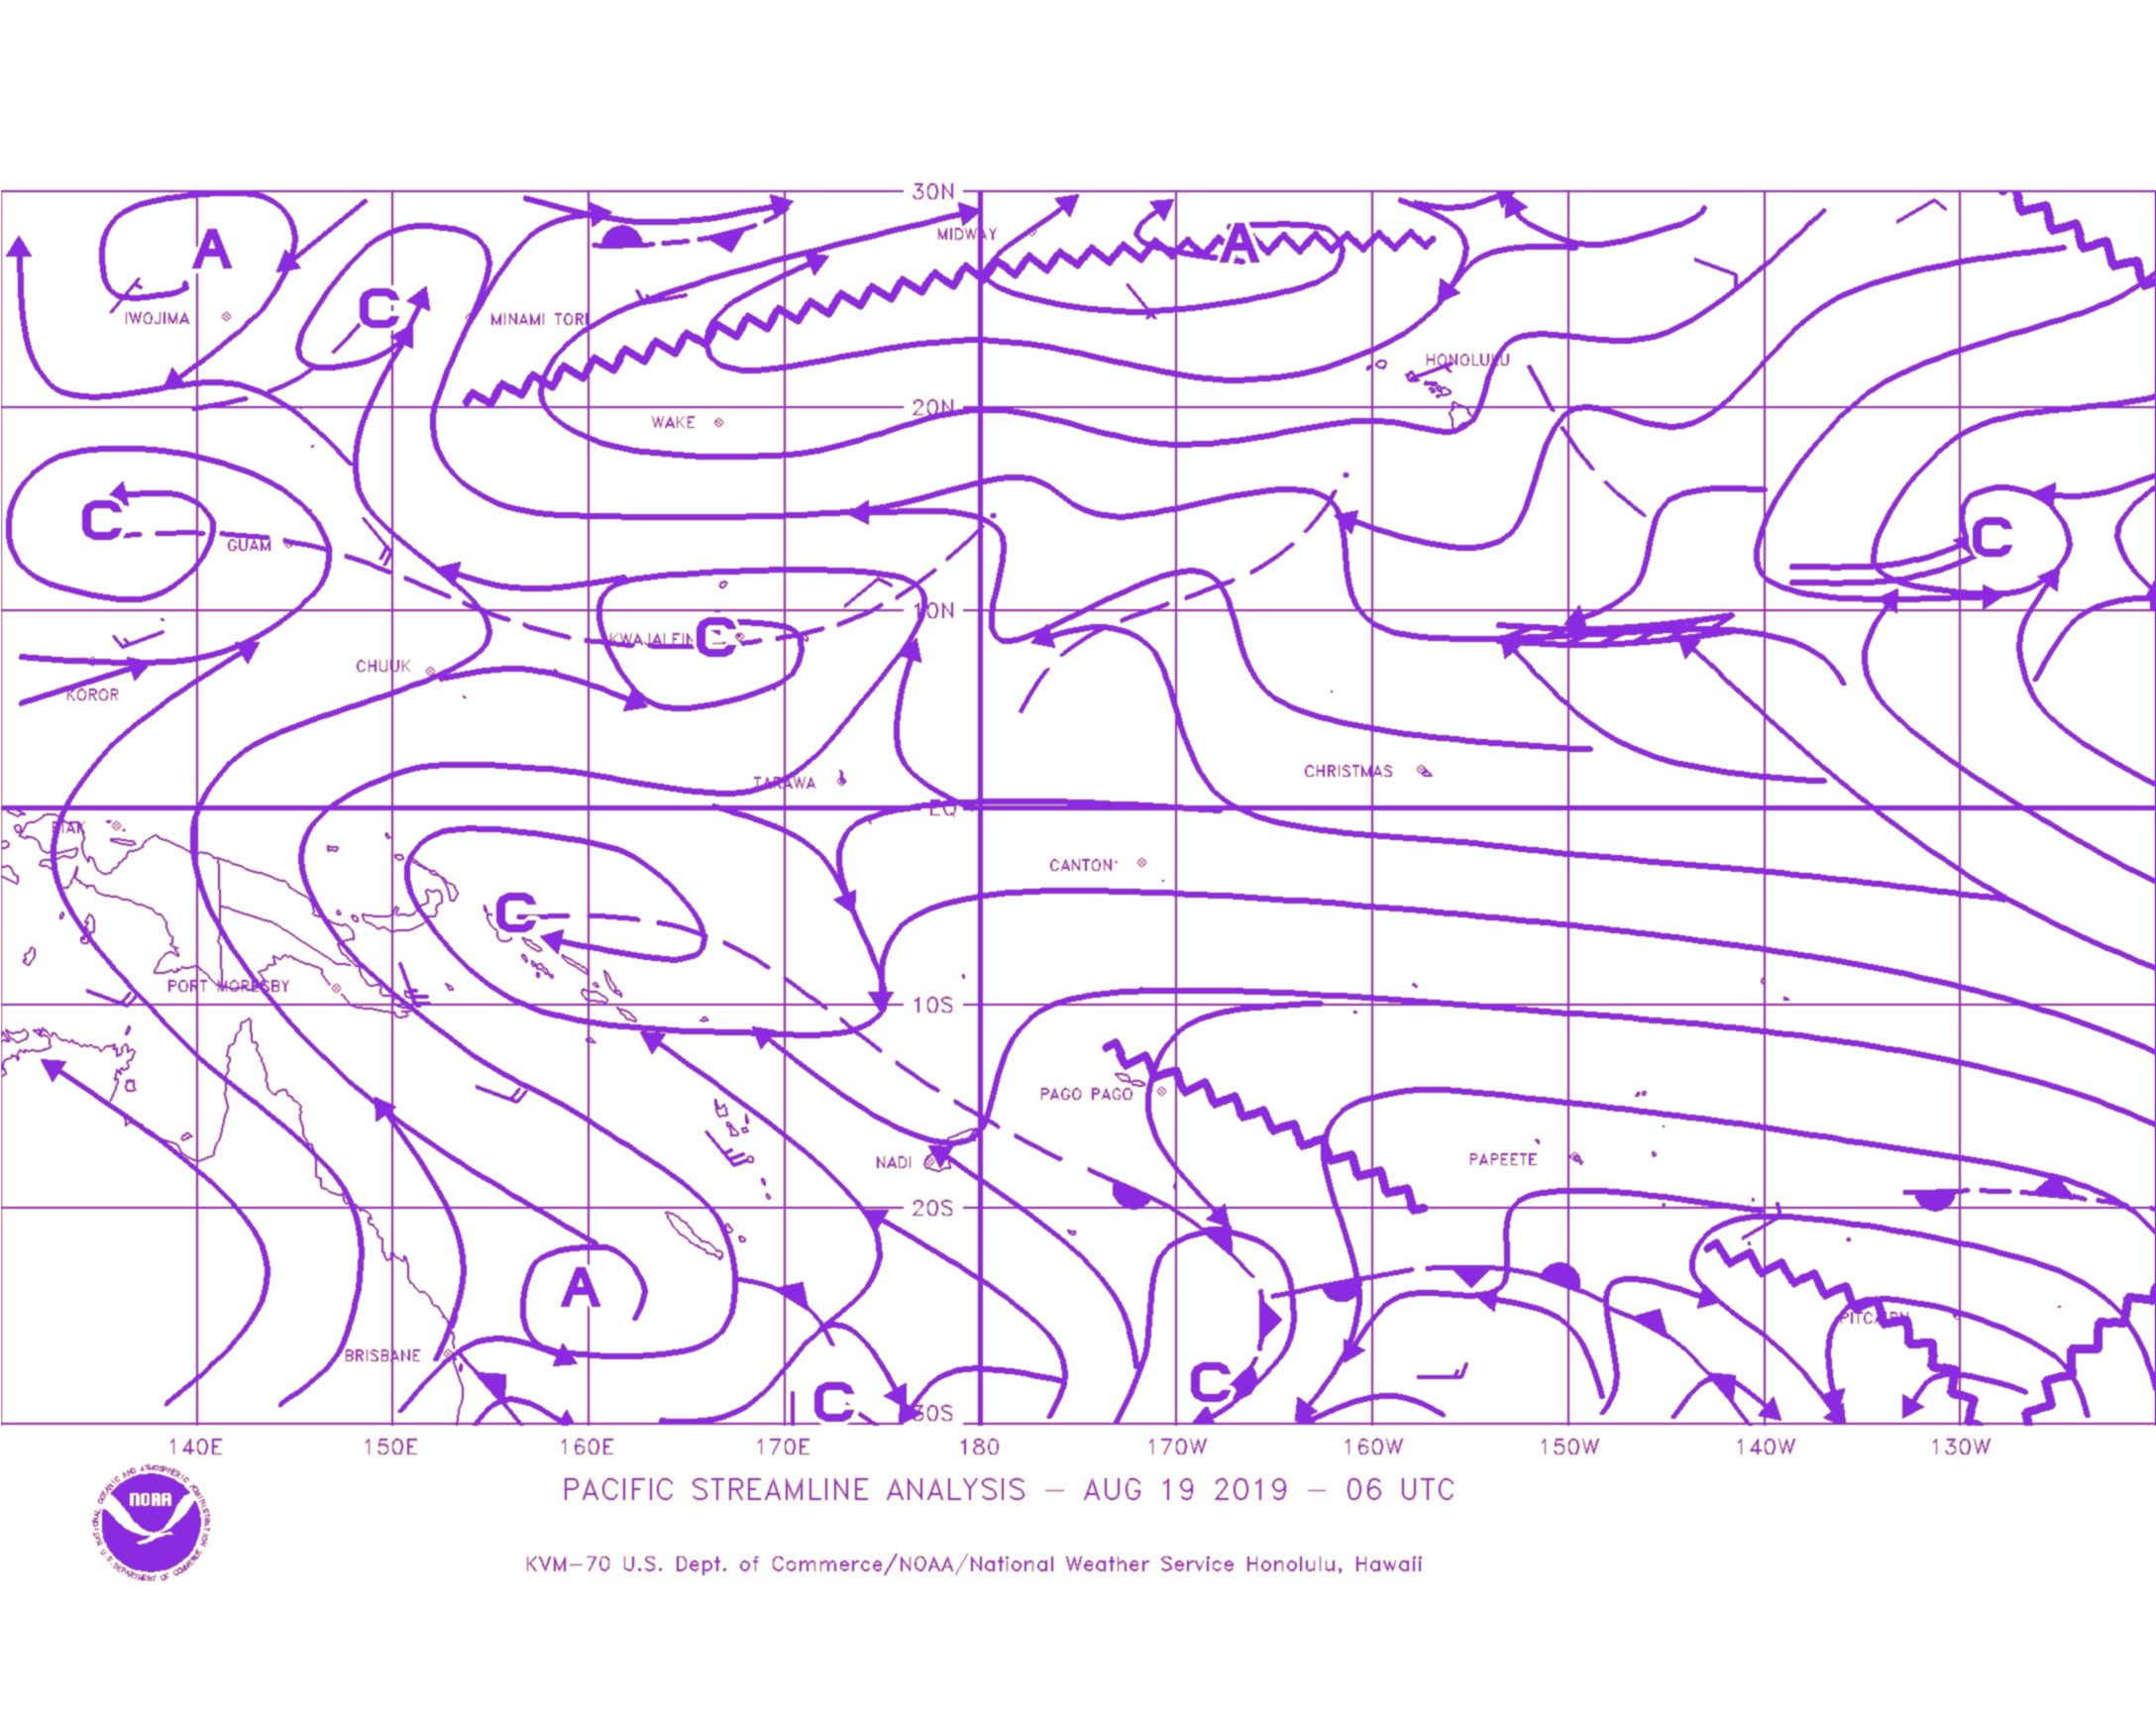 30N
MIDWAY
A
A
C
IWOJIMA
MINAMI TORI
HONOLULU
20N
WAKE
C
GUAM
C
10N
KWAJALEIN
C
CHUUK
KOROR
TARAWA
CHRISTMAS
EQ
BIAK
CANTON
C
PORT MORESBY
10S
PAGO PAGO
NADI
PAPEETE
20S
A
PITCAIRN
BRISBANE
C
C
30S
140E 150E 160E 170E 180 170W 160W 150W 140W 130W
PACIFIC STREAMLINE ANALYSIS – AUG 19 2019 – 06 UTC
NOAA
NATIONAL OCEANIC AND ATMOSPHERIC ADMINISTRATION
U.S. DEPARTMENT OF COMMERCE
KVM–70 U.S. Dept. of Commerce/NOAA/National Weather Service Honolulu, Hawaii